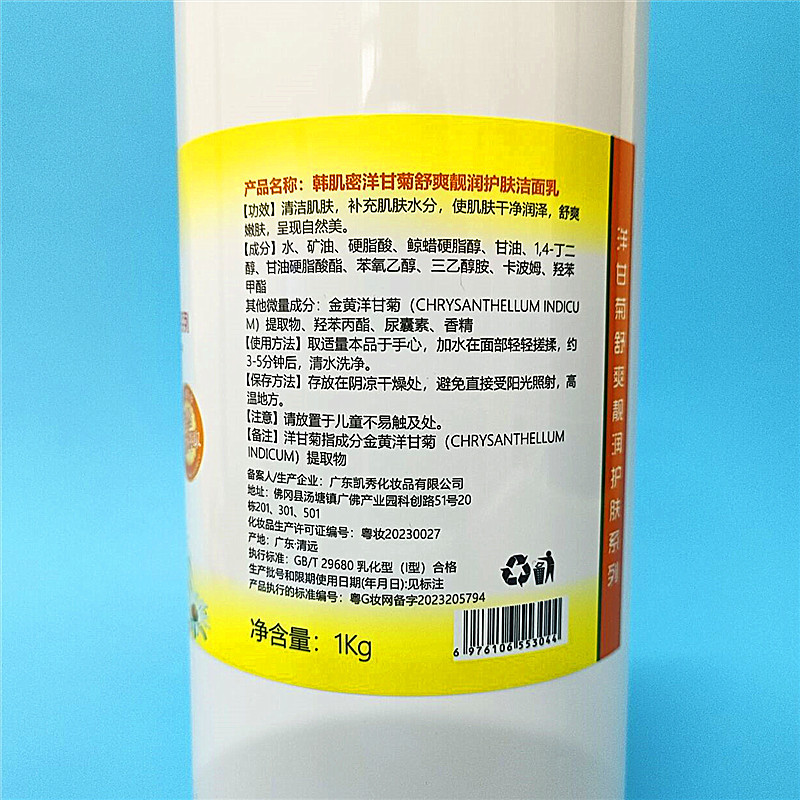 产品名称：韩肌密洋甘菊舒爽靓润护肤洁面乳
【功效】清洁肌肤，补充肌肤水分，使肌肤干净润泽，舒爽
嫩肤，呈现自然美。
【成分】水、矿油、硬脂酸、鲸蜡硬脂醇、甘油、1,4-丁二
醇、甘油硬脂酸酯、苯氧乙醇、三乙醇胺、卡波姆、羟苯
甲酯
其他微量成分：金黄洋甘菊（CHRYSANTHELLUM INDICU
M）提取物、羟苯丙酯、尿囊素、香精
【使用方法】取适量本品于手心，加水在面部轻轻搓揉，约
3-5分钟后，清水洗净。
【保存方法】存放在阴凉干燥处，避免直接受阳光照射，高
温地方。
【注意】请放置于儿童不易触及处。
【备注】洋甘菊指成分金黄洋甘菊（CHRYSANTHELLUM
INDICUM）提取物
备案人/生产企业：广东凯秀化妆品有限公司
地址：佛冈县汤塘镇广佛产业园科创路51号20
栋201、301、501
化妆品生产许可证编号：粤妆20230027
产地：广东·清远
执行标准：GB/T 29680 乳化型（I型）合格
生产批号和限期使用日期(年月日):见标注
产品执行的标准编号：粤G妆网备字2023205794
净含量：1Kg
6 976106 553044
洋甘菊舒爽靓润护肤系列
列